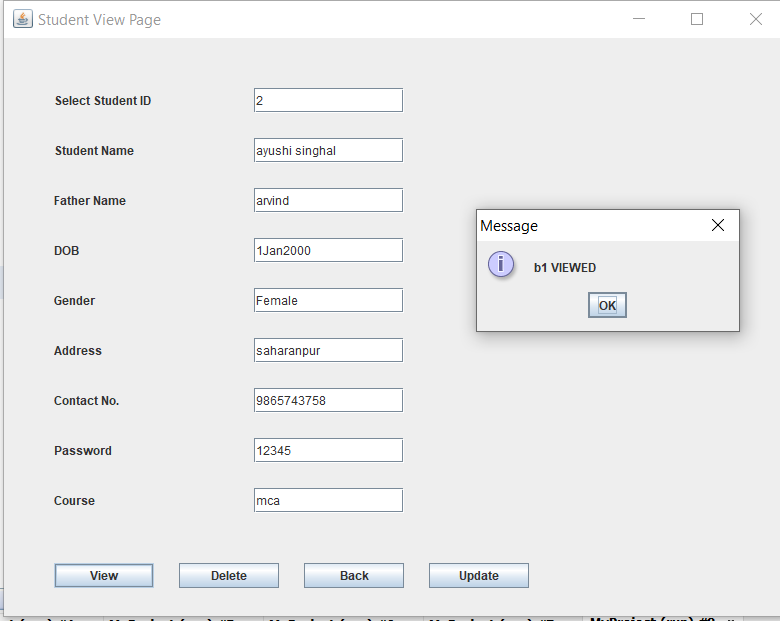 Student View Page
Select Student ID 2
Student Name ayushi singhal
Father Name arvind
DOB 1Jan2000
Gender Female
Address saharanpur
Contact No. 9865743758
Password 12345
Course mca
Message
b1 VIEWED
OK
View Delete Back Update